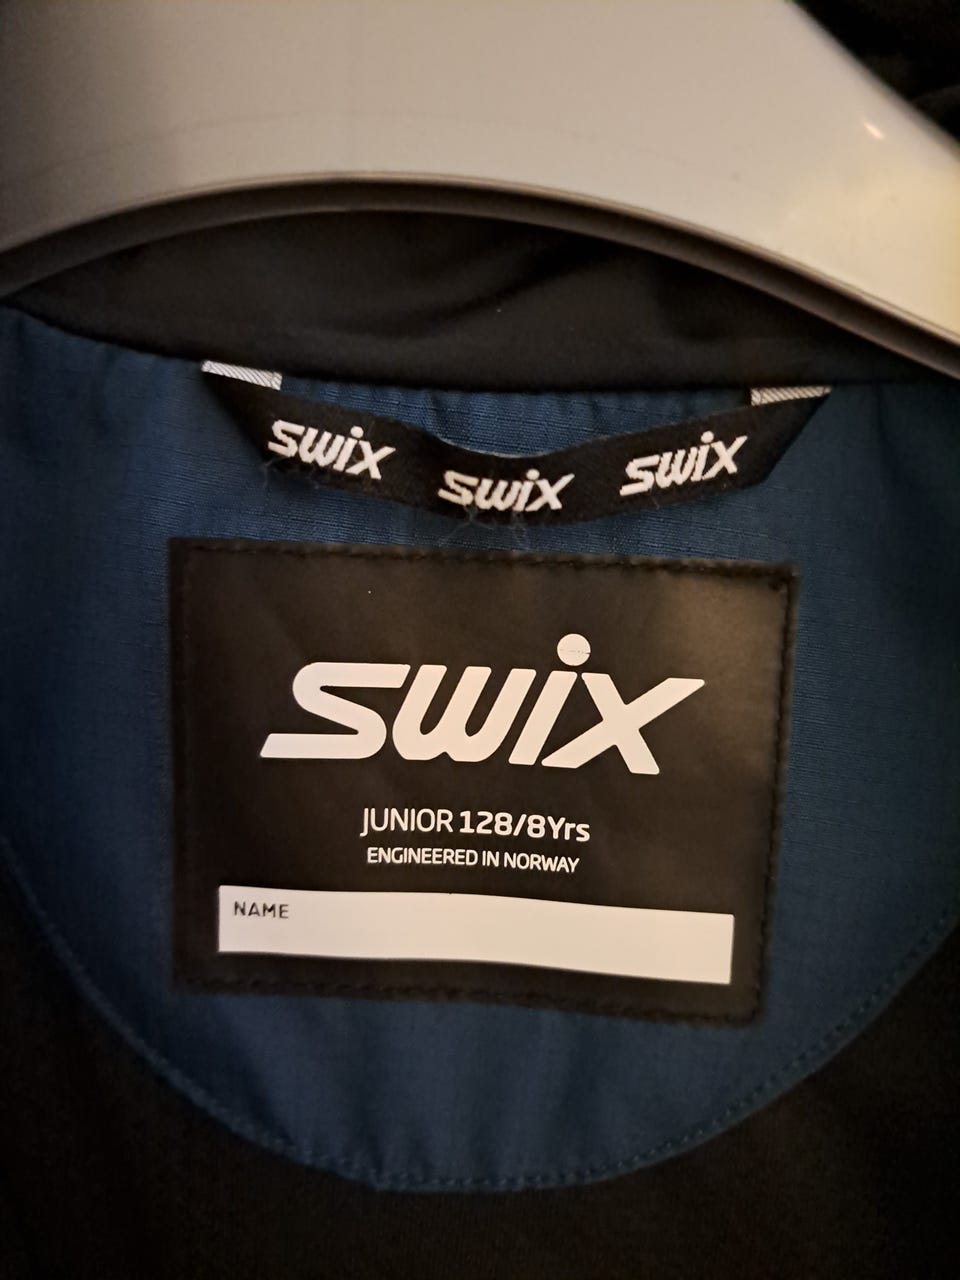 swix
swix
swix
swix
JUNIOR 128/8Yrs
ENGINEERED IN NORWAY
NAME